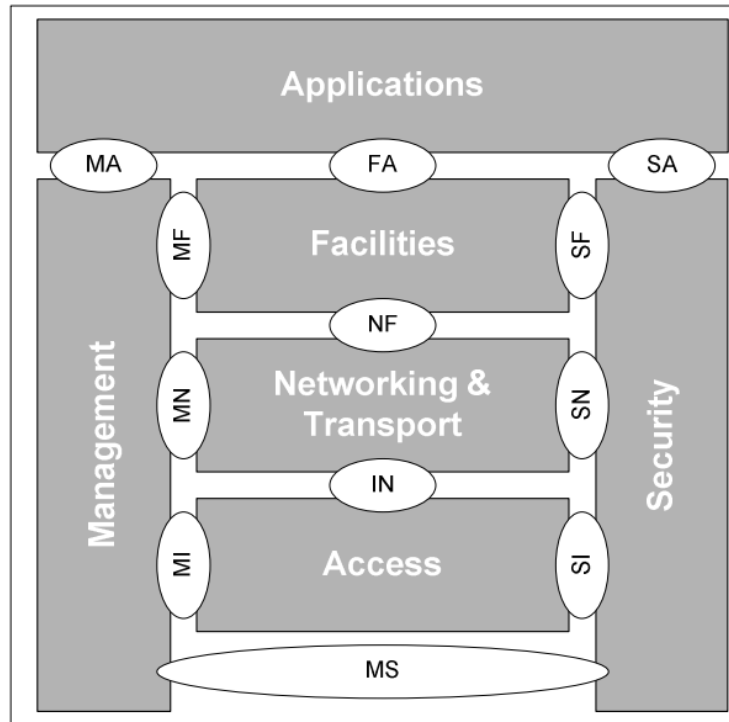 Applications
MA
FA
SA
MF
Facilities
SF
NF
Management
MN
Networking &
Transport
SN
Security
IN
MI
Access
SI
MS